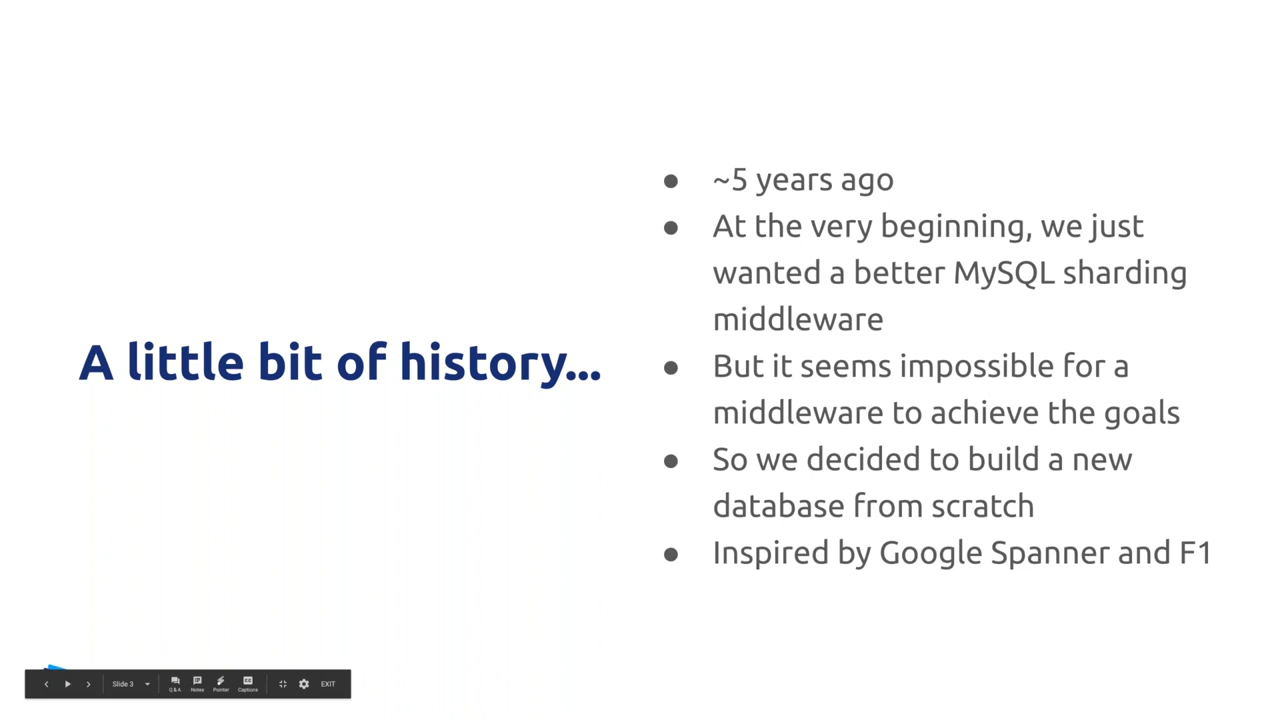 A little bit of history...
● ~5 years ago
● At the very beginning, we just
wanted a better MySQL sharding
middleware
● But it seems impossible for a
middleware to achieve the goals
● So we decided to build a new
database from scratch
● Inspired by Google Spanner and F1
Slide 3
Q & A
Notes
Pointer
Captions
EXIT